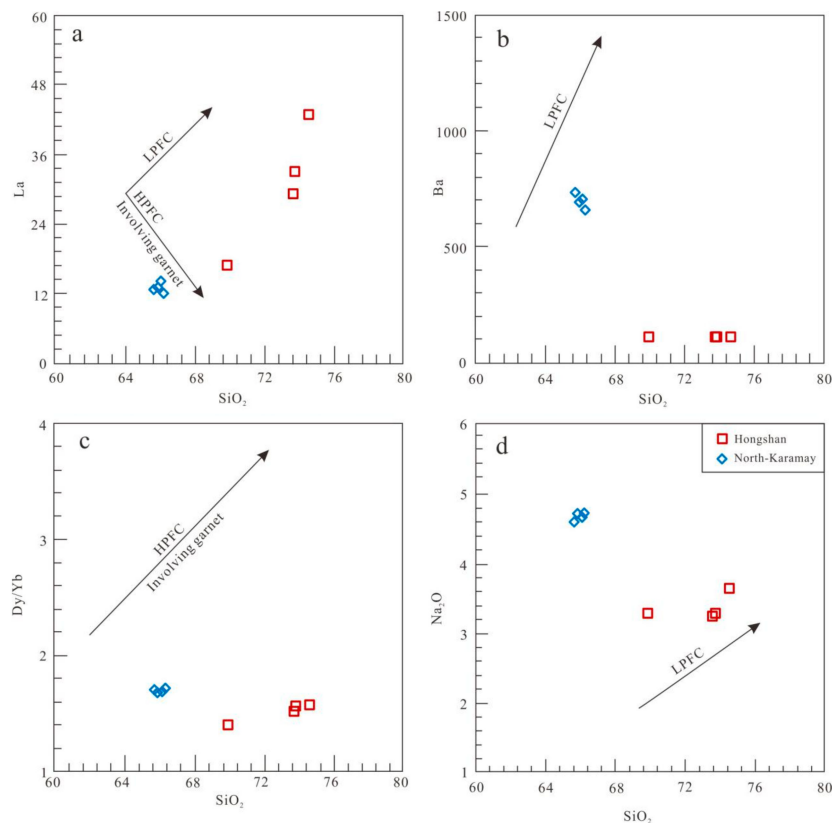 a
60
48
36
24
12
0
La
LPFC
HPFC
Involving garnet
60
64
68
72
76
80
SiO₂
b
1500
1000
500
0
Ba
LPFC
60
64
68
72
76
80
SiO₂
c
4
3
2
1
Dy/Yb
HPFC
Involving garnet
60
64
68
72
76
80
SiO₂
d
6
5
4
3
2
1
Na₂O
Hongshan
North-Karamay
LPFC
60
64
68
72
76
80
SiO₂